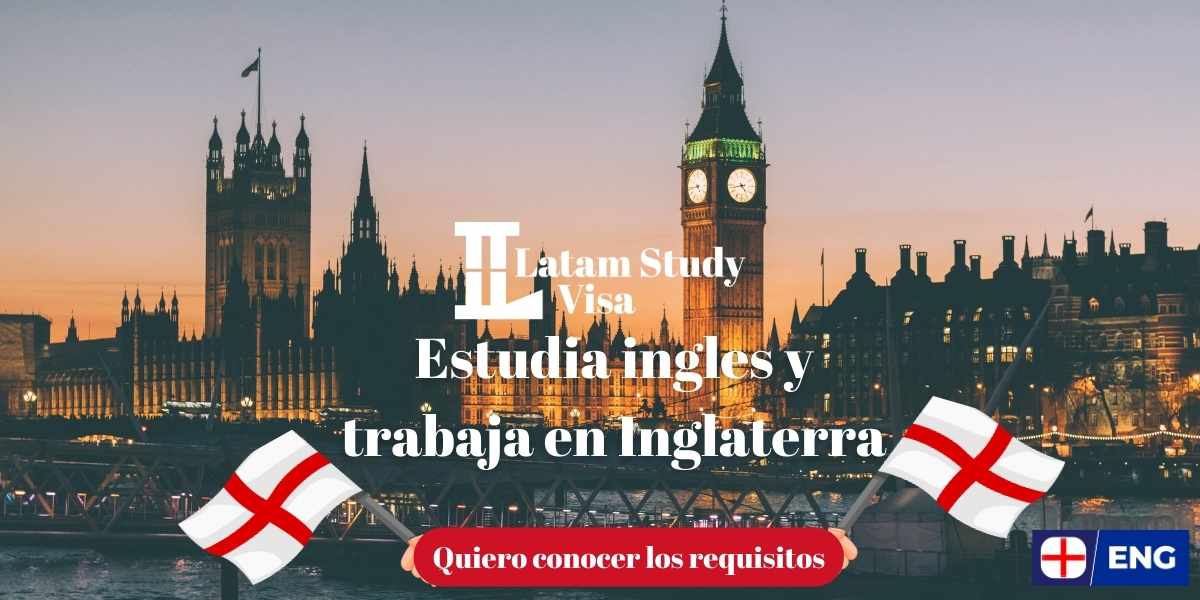 Latam Study
Visa
Estudia ingles y
trabaja en Inglaterra
Quiero conocer los requisitos
ENG